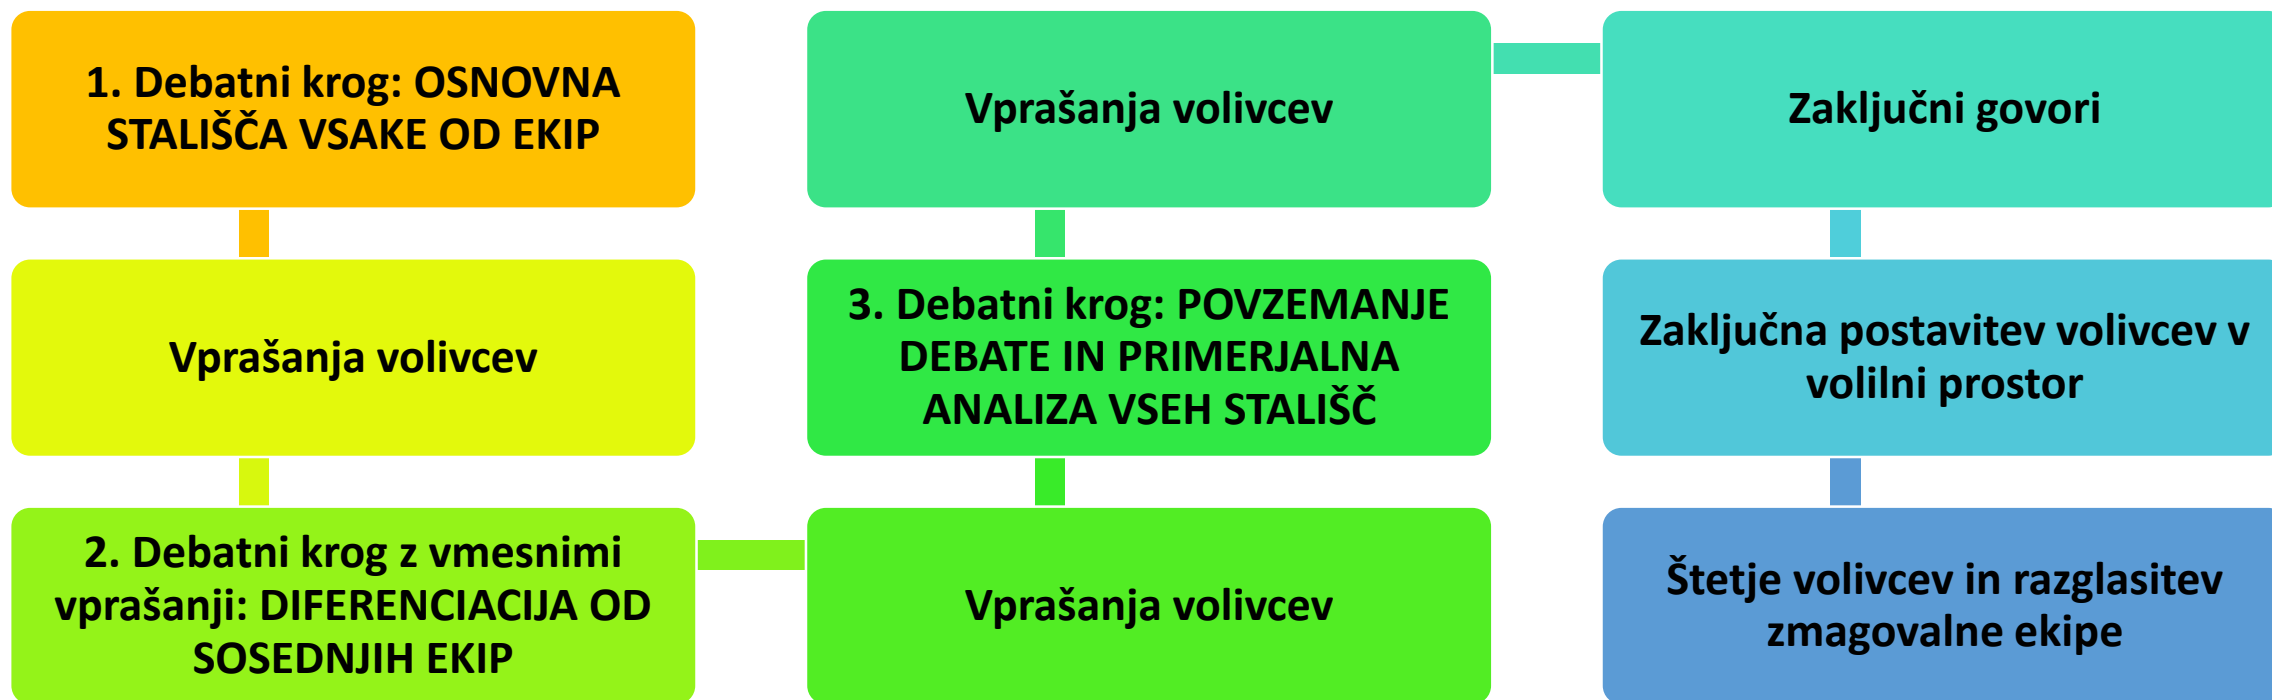 1. Debatni krog: OSNOVNA
STALIŠČA VSAKE OD EKIP
Vprašanja volivcev
2. Debatni krog z vmesnimi
vprašanji: DIFERENCIACIJA OD
SOSEDNJIH EKIP
Vprašanja volivcev
3. Debatni krog: POVZEMANJE
DEBATE IN PRIMERJALNA
ANALIZA VSEH STALIŠČ
Vprašanja volivcev
Zaključni govori
Zaključna postavitev volivcev v
volilni prostor
Štetje volivcev in razglasitev
zmagovalne ekipe